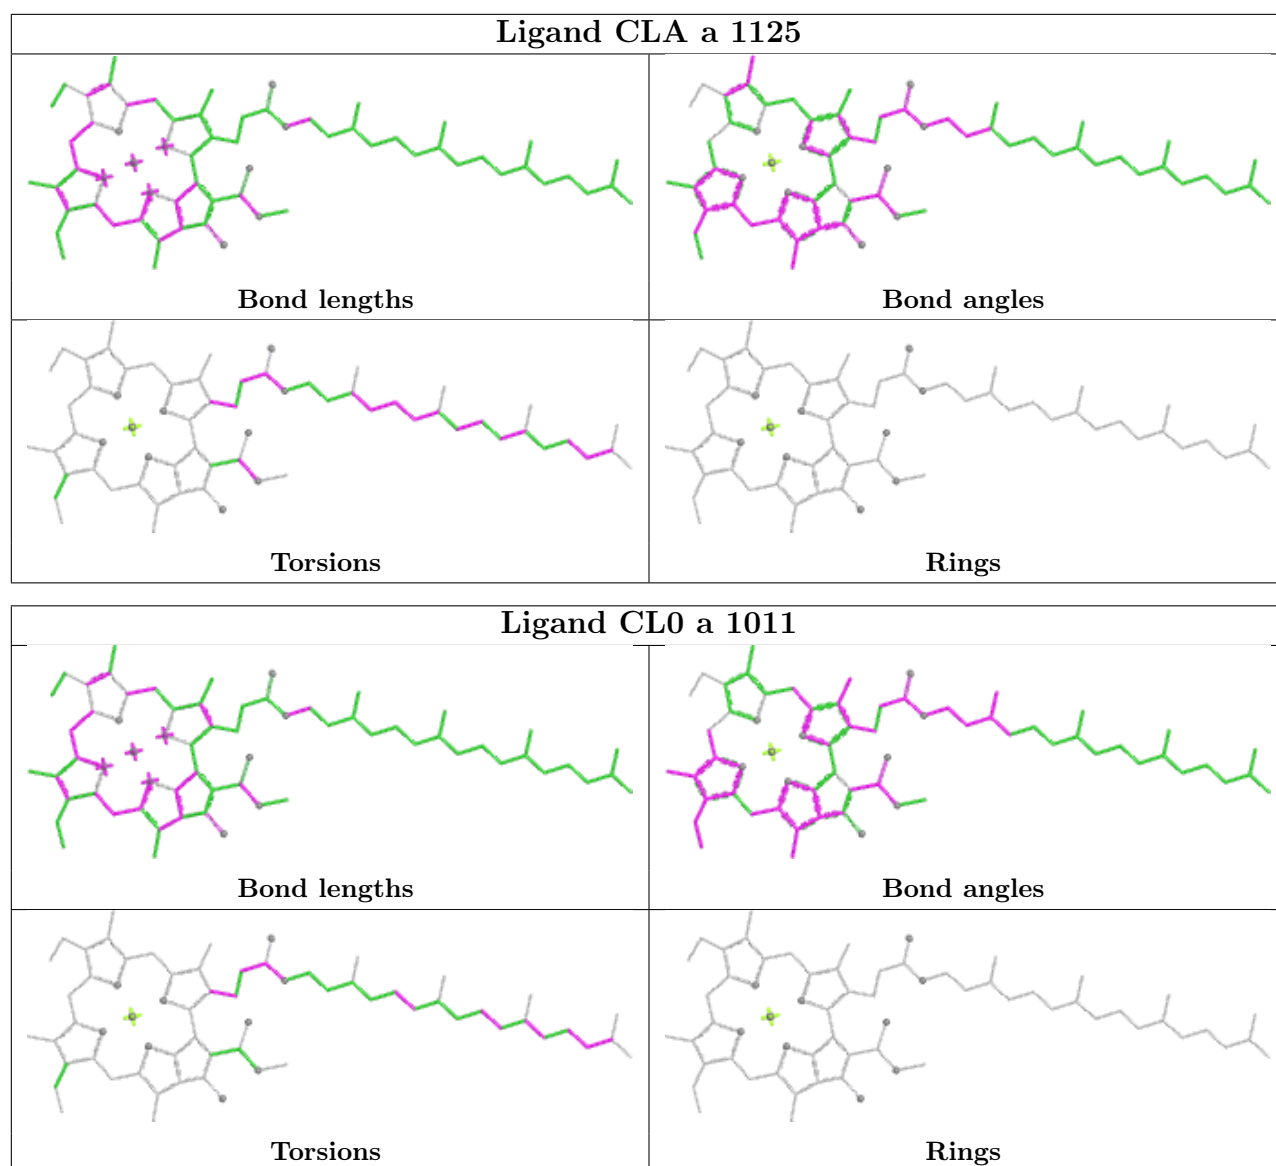 Ligand CLA a 1125
Bond lengths
Bond angles
Torsions
Rings
Ligand CL0 a 1011
Bond lengths
Bond angles
Torsions
Rings